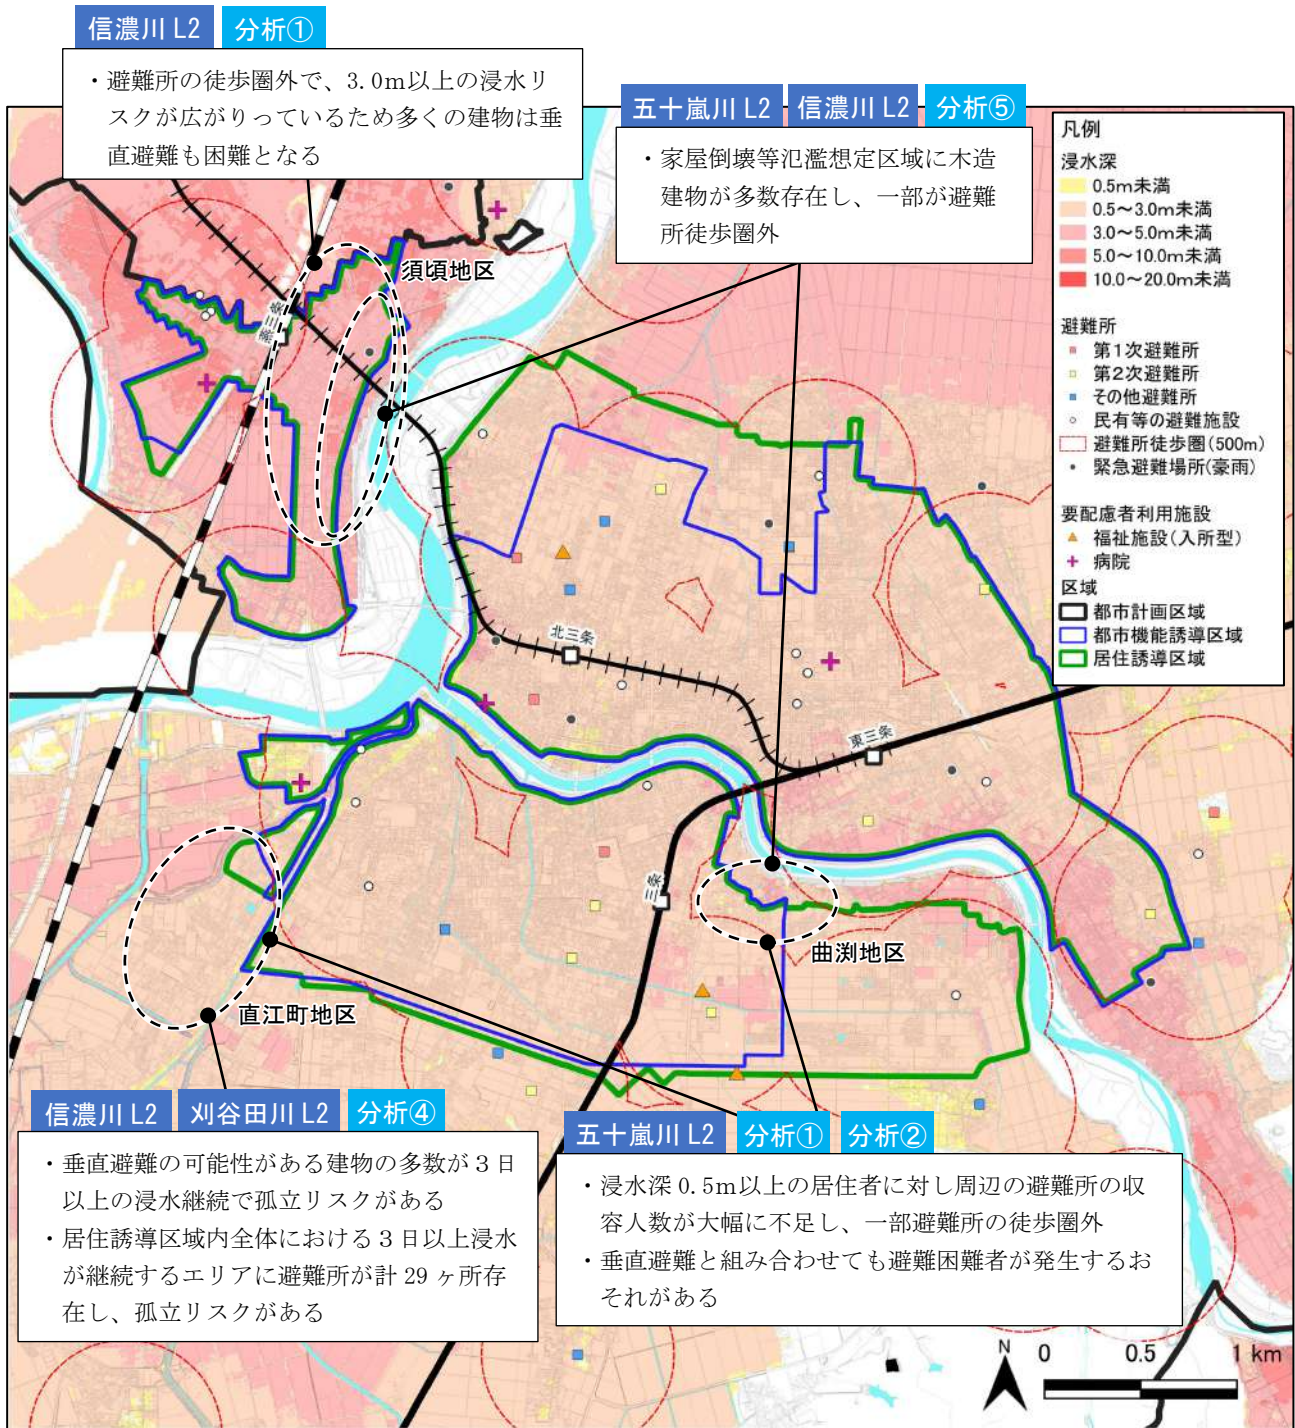 信濃川 L2 分析①
・避難所の徒歩圏外で、3.0m以上の浸水リ
スクが広がりっているため多くの建物は垂
直避難も困難となる
五十嵐川 L2 信濃川 L2 分析⑤
・家屋倒壊等氾濫想定区域に木造
建物が多数存在し、一部が避難
所徒歩圏外
凡例
浸水深
0.5m未満
0.5～3.0m未満
3.0～5.0m未満
5.0～10.0m未満
10.0～20.0m未満
避難所
第1次避難所
第2次避難所
その他避難所
民有等の避難施設
避難所徒歩圏(500m)
緊急避難場所(豪雨)
要配慮者利用施設
福祉施設(入所型)
病院
区域
都市計画区域
都市機能誘導区域
居住誘導区域
須頃地区
燕三条
北三条
東三条
三条
曲渕地区
直江町地区
信濃川 L2 刈谷田川 L2 分析④
・垂直避難の可能性がある建物の多数が３日
以上の浸水継続で孤立リスクがある
・居住誘導区域内全体における３日以上浸水
が継続するエリアに避難所が計 29 ヶ所存
在し、孤立リスクがある
五十嵐川 L2 分析① 分析②
・浸水深 0.5m以上の居住者に対し周辺の避難所の収
容人数が大幅に不足し、一部避難所の徒歩圏外
・垂直避難と組み合わせても避難困難者が発生するお
それがある
N
0 0.5 1 km